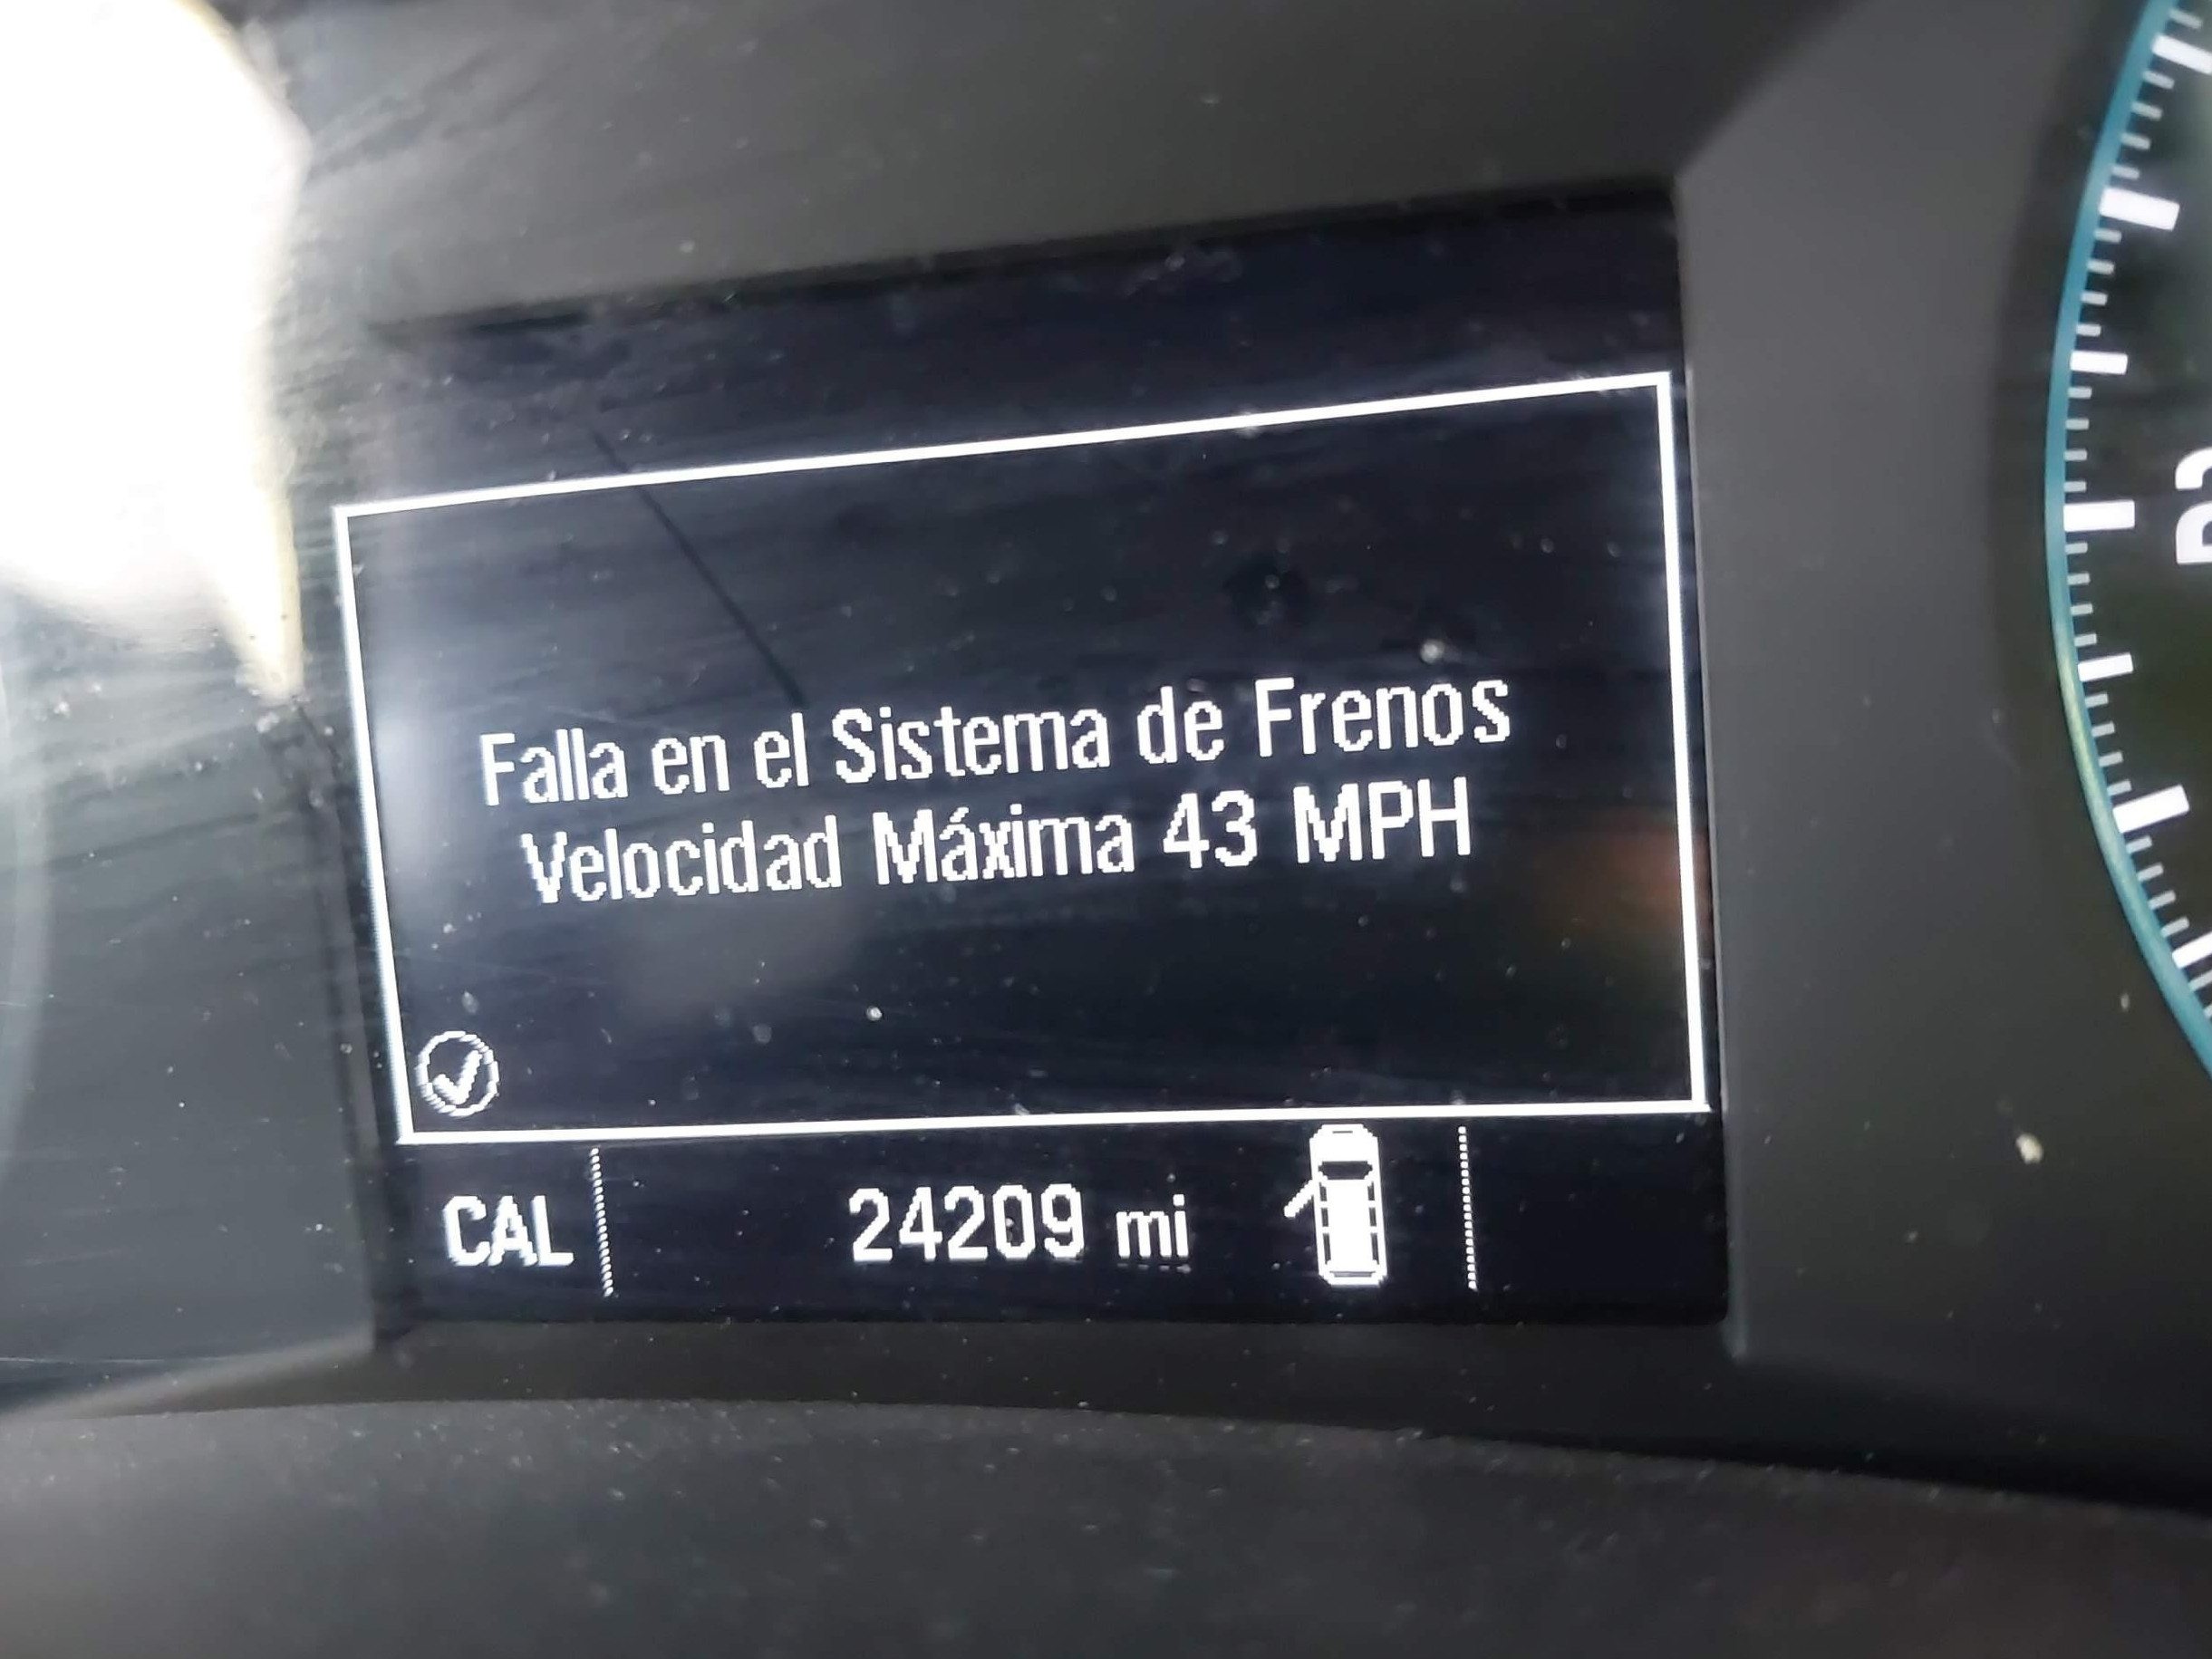 Falla en el Sistema de Frenos
Velocidad Máxima 43 MPH
CAL 24209 mi